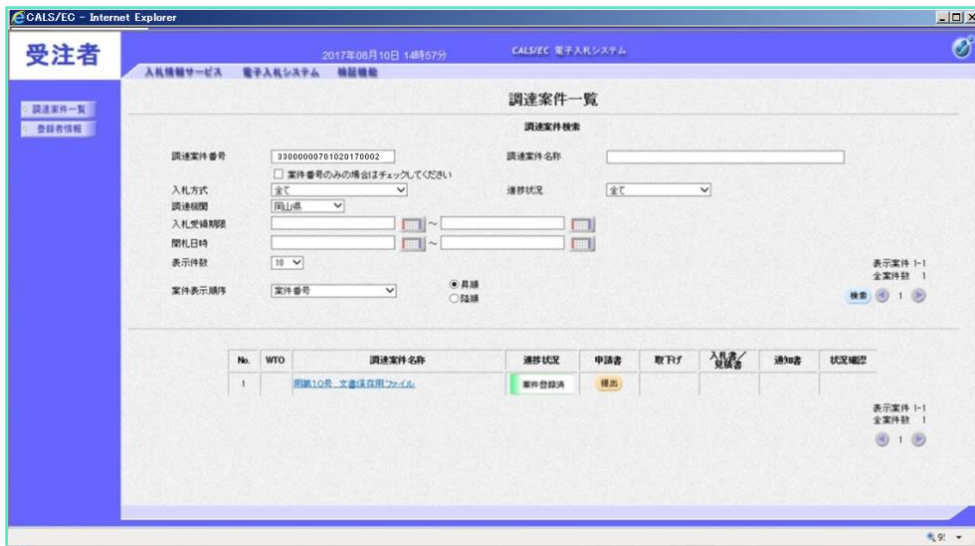 CALS/EC - Internet Explorer
受注者
2017年08月10日 14時57分
CALS/EC 電子入札システム
入札情報サービス 電子入札システム 検証機能
調達案件一覧
登録者情報
調達案件一覧
調達案件検索
調達案件番号 33000000701020170002 調達案件名称
案件番号のみの場合はチェックしてください
入札方式 全て 進捗状況 全て
調達機関 岡山県
入札受領期限 ～
開札日時 ～
表示件数 10
案件表示順序 案件番号 昇順
降順
表示案件 1-1
全案件数 1
検索 1
No. WTO 調達案件名称 進捗状況 申請書 取下げ 入札書/見積書 通知書 状況確認
1 用第10号 文書保存用ファイル 案件登録済 提出
表示案件 1-1
全案件数 1
1